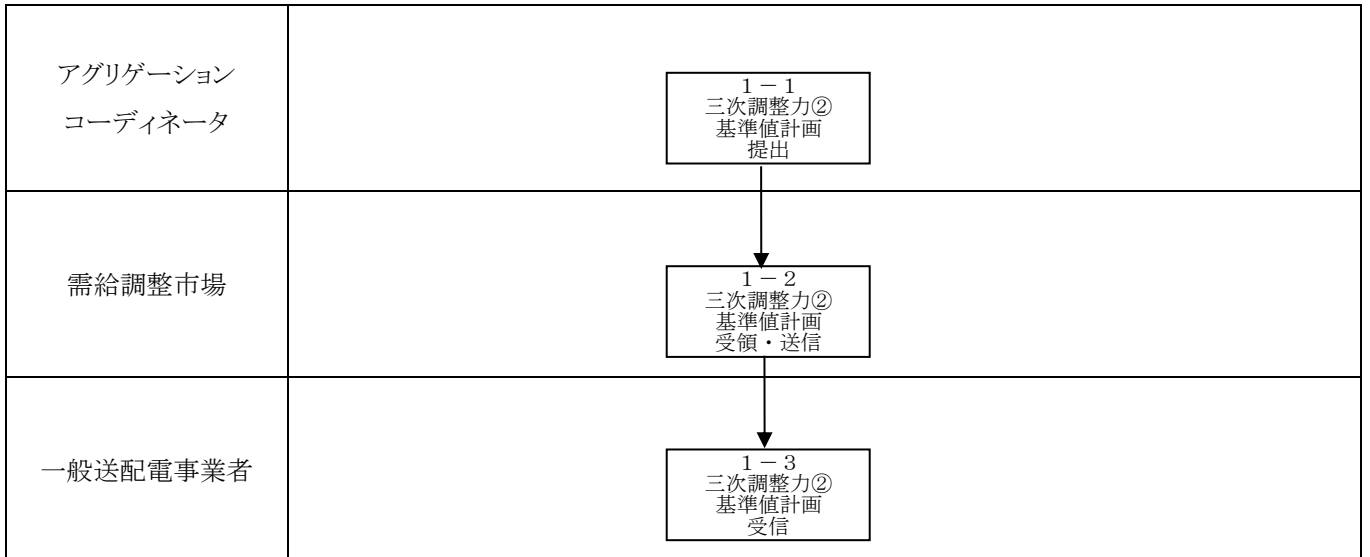 アグリゲーション
コーディネータ
１－１
三次調整力②
基準値計画
提出
需給調整市場
１－２
三次調整力②
基準値計画
受領・送信
一般送配電事業者
１－３
三次調整力②
基準値計画
受信